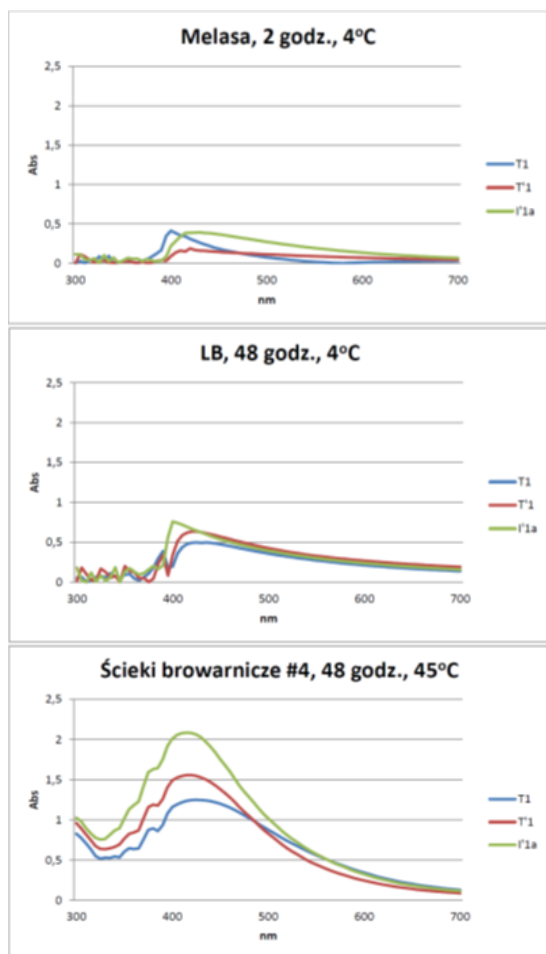 Melasa, 2 godz., 4°C
2,5
2
1,5
1
0,5
0
Abs
300
400
500
600
700
nm
T1
T'1
I'1a
LB, 48 godz., 4°C
2,5
2
1,5
1
0,5
0
Abs
300
400
500
600
700
nm
T1
T'1
I'1a
Ścieki browarnicze #4, 48 godz., 45°C
2,5
2
1,5
1
0,5
0
Abs
300
400
500
600
700
nm
T1
T'1
I'1a